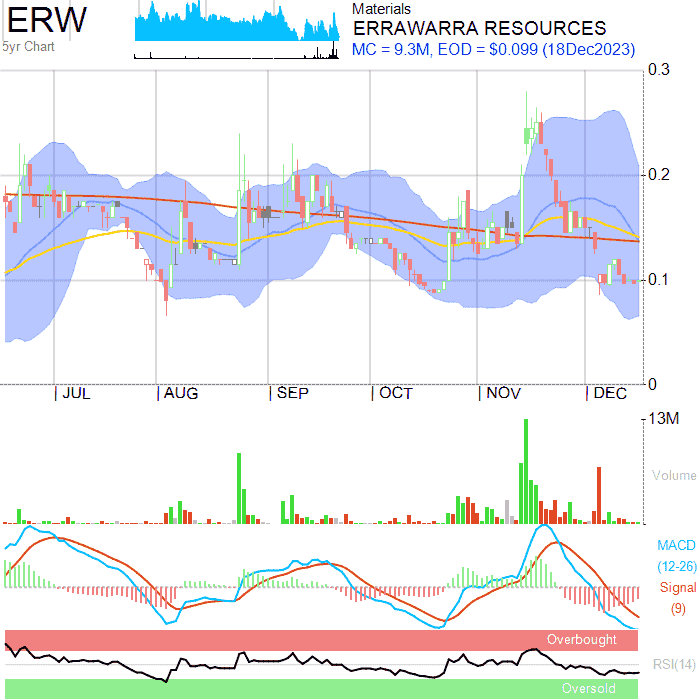 ERW
5yr Chart
Materials
ERRAWARRA RESOURCES
MC = 9.3M, EOD = $0.099 (18Dec2023)
0.3
0.2
0.1
0
JUL AUG SEP OCT NOV DEC
13M
Volume
MACD
(12-26)
Signal
(9)
Overbought
RSI(14)
Oversold